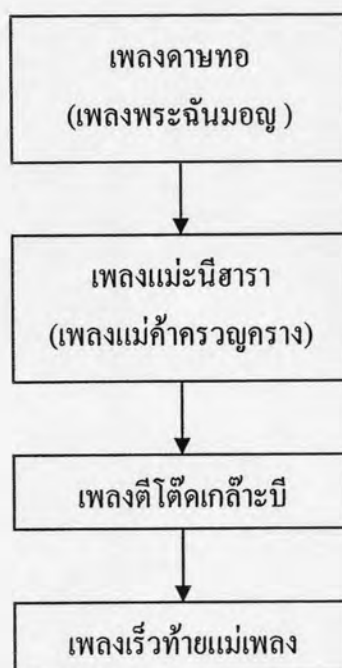 เพลงดาษทอ
(เพลงพระฉันมอญ )
เพลงแม่ะนีฮารา
(เพลงแม่ค้าครวญคราง)
เพลงตีโต๊ดเกล๊าะบี
เพลงเร็วท้ายแม่เพลง